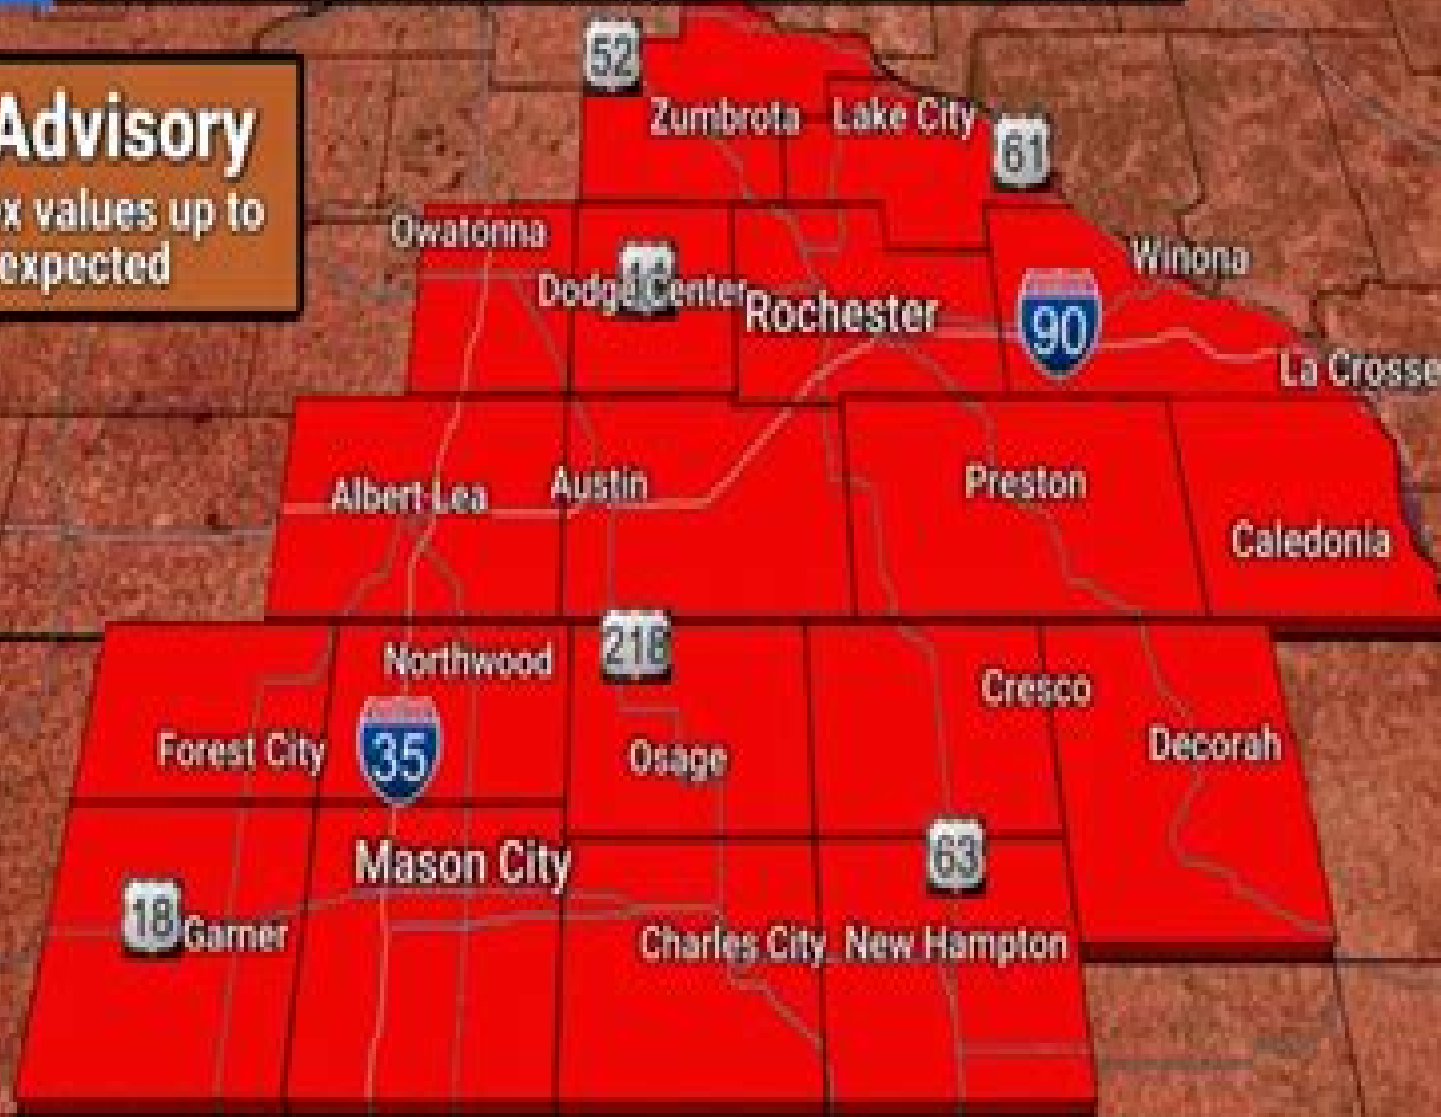 52
Zumbrota
Lake City
61
Advisory
x values up to
expected
Owatonna
Dodge Center
Rochester
90
Winona
La Crosse
Albert Lea
Austin
Preston
Caledonia
Northwood
218
Cresco
Forest City
35
Osage
Decorah
Mason City
63
18
Garner
Charles City
New Hampton